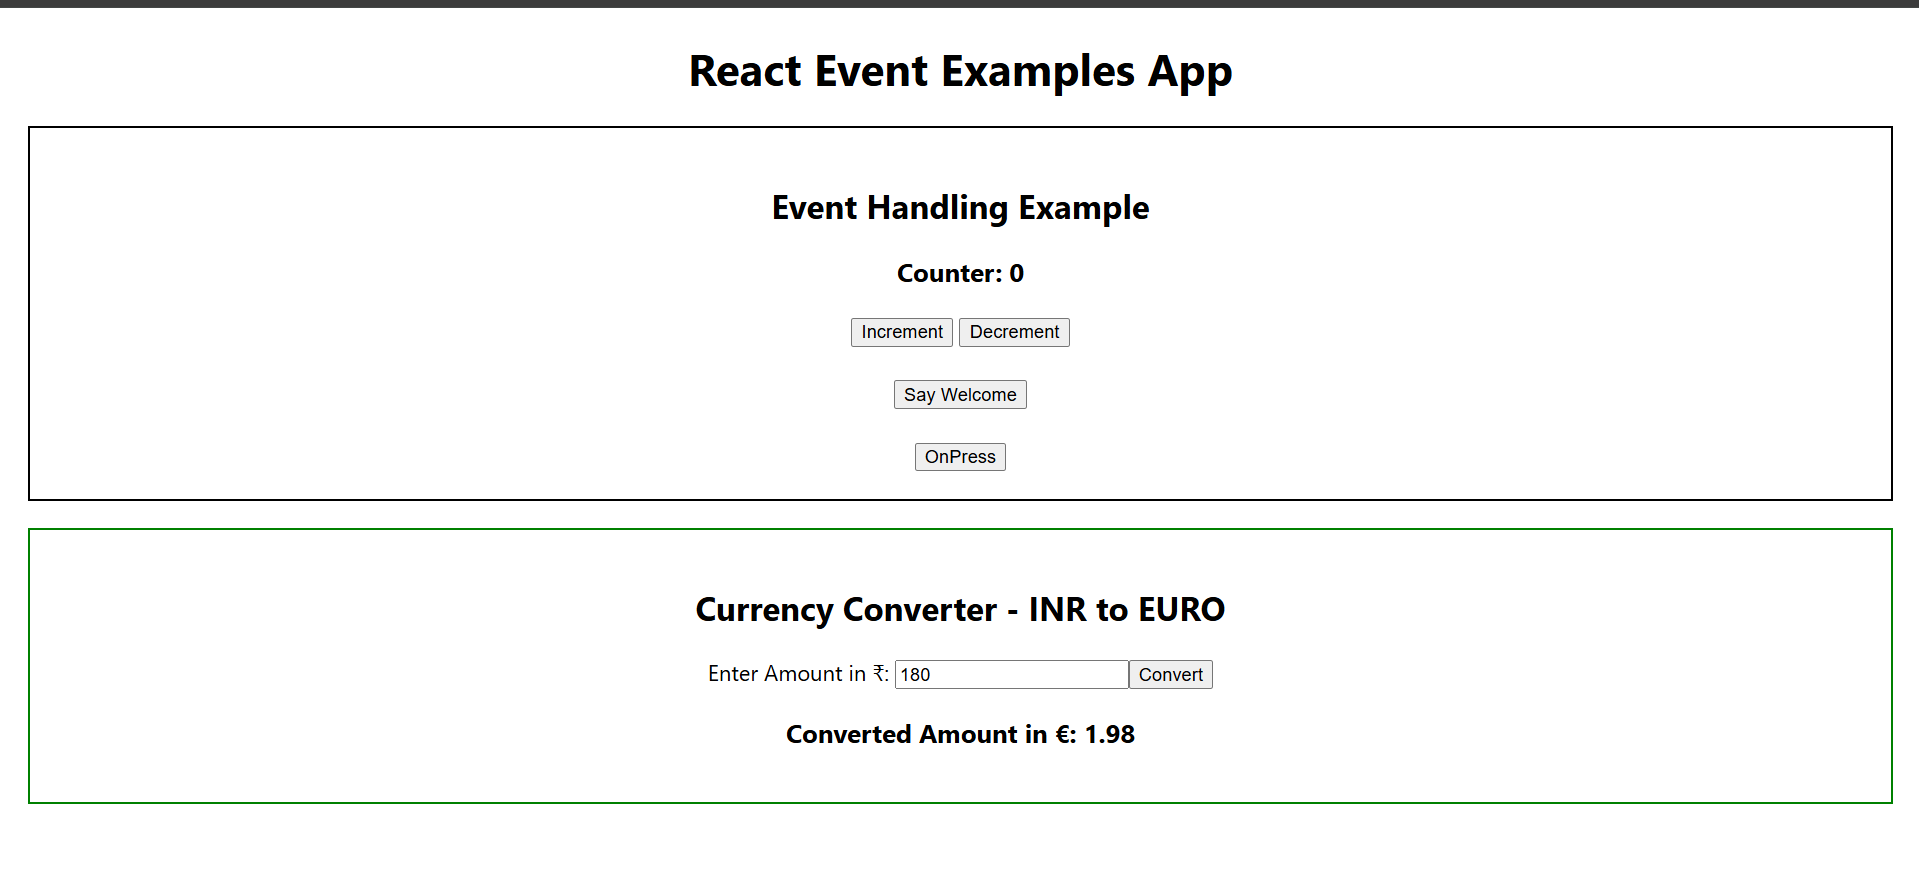 React Event Examples App
Event Handling Example
Counter: 0
Increment Decrement
Say Welcome
OnPress
Currency Converter - INR to EURO
Enter Amount in ₹: 180 Convert
Converted Amount in €: 1.98